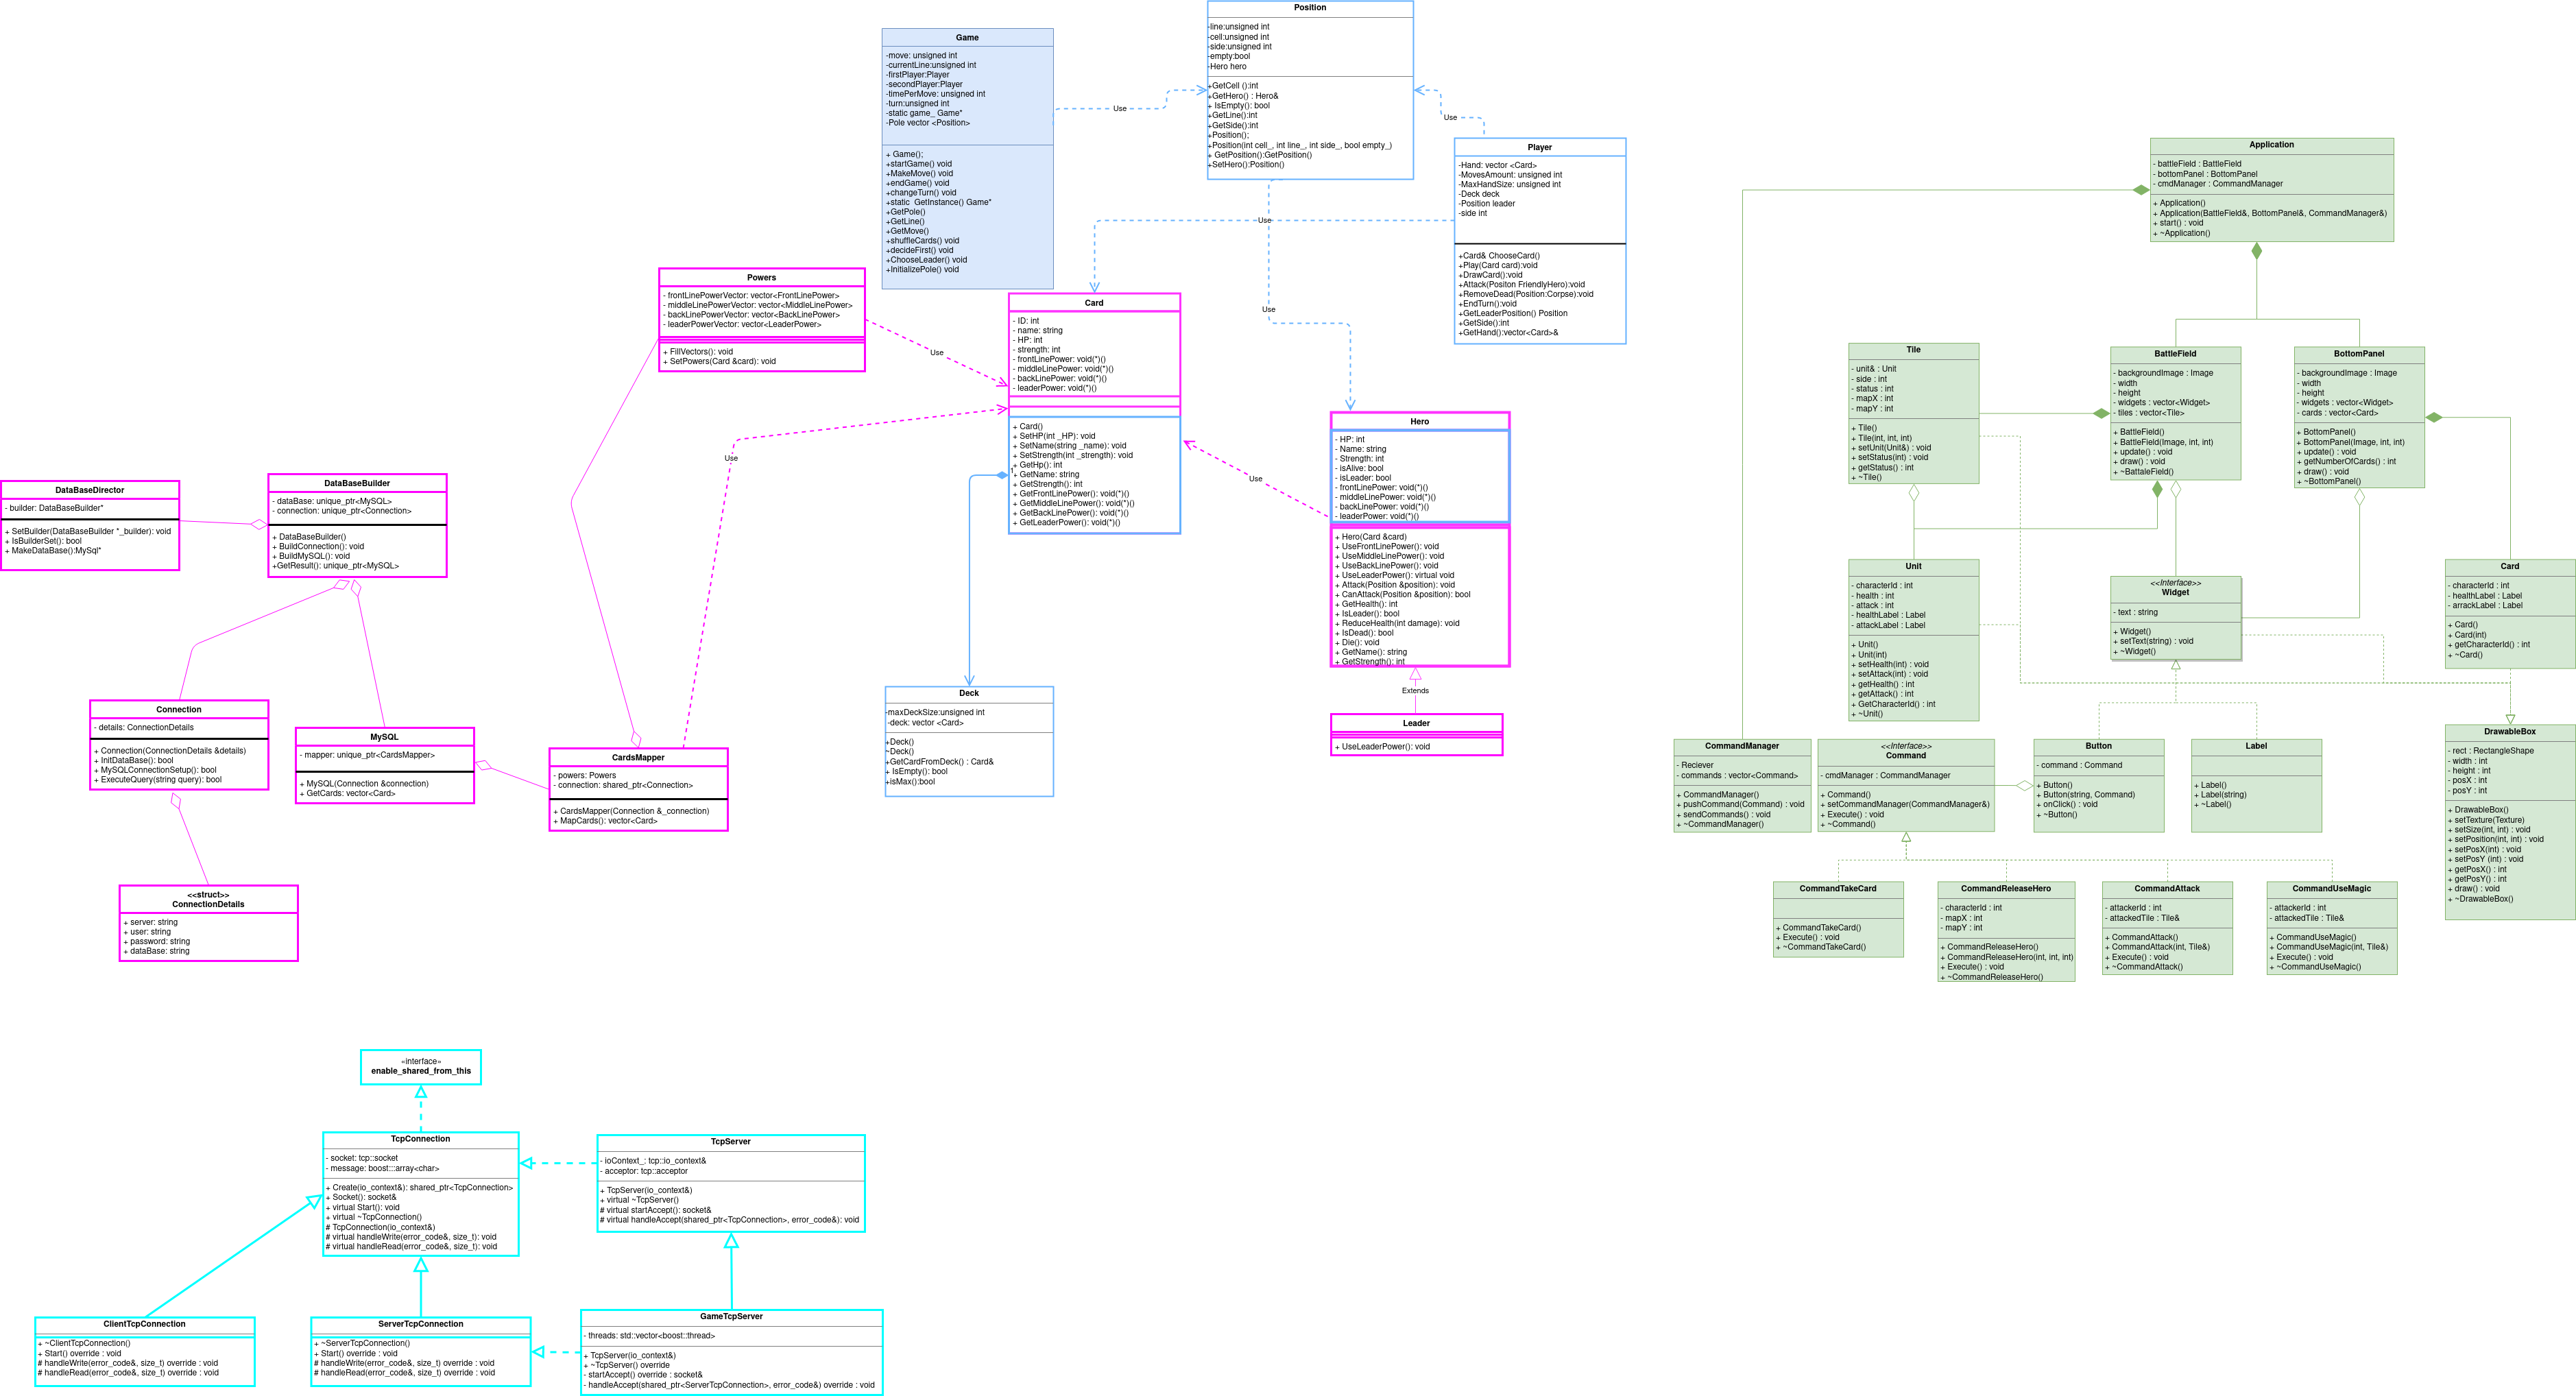 Position
-line:unsigned int
-cell:unsigned int
-side:unsigned int
-empty:bool
-Hero hero
+GetCell ():int
+GetHero() : Hero&
+ IsEmpty(): bool
+GetLine():int
+GetSide():int
+Position();
+Position(int cell_, int line_, int side_, bool empty_)
+ GetPosition():GetPosition()
+SetHero():Position()
Game
-move: unsigned int
-currentLine:unsigned int
-firstPlayer:Player
-secondPlayer:Player
-timePerMove: unsigned int
-turn:unsigned int
-static game_ Game*
-Pole vector <Position>
+ Game();
+startGame() void
+MakeMove() void
+endGame() void
+changeTurn() void
+static  GetInstance() Game*
+GetPole()
+GetLine()
+GetMove()
+shuffleCards() void
+decideFirst() void
+ChooseLeader() void
+InitializePole() void
Use
Use
Use
Use
Player
-Hand: vector <Card>
-MovesAmount: unsigned int
-MaxHandSize: unsigned int
-Deck deck
-Position leader
-side int
+Card& ChooseCard()
+Play(Card card):void
+DrawCard():void
+Attack(Positon FriendlyHero):void
+RemoveDead(Position:Corpse):void
+EndTurn():void
+GetLeaderPosition() Position
+GetSide():int
+GetHand():vector<Card>&
Powers
- frontLinePowerVector: vector<FrontLinePower>
- middleLinePowerVector: vector<MiddleLinePower>
- backLinePowerVector: vector<BackLinePower>
- leaderPowerVector: vector<LeaderPower>
+ FillVectors(): void
+ SetPowers(Card &card): void
Use
Use
Use
Card
- ID: int
- name: string
- HP: int
- strength: int
- frontLinePower: void(*)()
- middleLinePower: void(*)()
- backLinePower: void(*)()
- leaderPower: void(*)()
+ Card()
+ SetHP(int _HP): void
+ SetName(string _name): void
+ SetStrength(int _strength): void
+ GetHp(): int
1
+ GetName: string
+ GetStrength(): int
+ GetFrontLinePower(): void(*)()
+ GetMiddleLinePower(): void(*)()
+ GetBackLinePower(): void(*)()
+ GetLeaderPower(): void(*)()
Hero
- HP: int
- Name: string
- Strength: int
- isAlive: bool
- isLeader: bool
- frontLinePower: void(*)()
- middleLinePower: void(*)()
- backLinePower: void(*)()
- leaderPower: void(*)()
+ Hero(Card &card)
+ UseFrontLinePower(): void
+ UseMiddleLinePower(): void
+ UseBackLinePower(): void
+ UseLeaderPower(): virtual void
+ Attack(Position &position): void
+ CanAttack(Position &position): bool
+ GetHealth(): int
+ IsLeader(): bool
+ ReduceHealth(int damage): void
+ IsDead(): bool
+ Die(): void
+ GetName(): string
+ GetStrength(): int
Extends
Leader
+ UseLeaderPower(): void
Deck
-maxDeckSize:unsigned int
-deck: vector <Card>
+Deck()
~Deck()
+GetCardFromDeck() : Card&
+ IsEmpty(): bool
+isMax():bool
DataBaseDirector
- builder: DataBaseBuilder*
+ SetBuilder(DataBaseBuilder *_builder): void
+ IsBuilderSet(): bool
+ MakeDataBase():MySql*
DataBaseBuilder
- dataBase: unique_ptr<MySQL>
- connection: unique_ptr<Connection>
+ DataBaseBuilder()
+ BuildConnection(): void
+ BuildMySQL(): void
+GetResult(): unique_ptr<MySQL>
Connection
- details: ConnectionDetails
+ Connection(ConnectionDetails &details)
+ InitDataBase(): bool
+ MySQLConnectionSetup(): bool
+ ExecuteQuery(string query): bool
MySQL
- mapper: unique_ptr<CardsMapper>
+ MySQL(Connection &connection)
+ GetCards: vector<Card>
CardsMapper
- powers: Powers
- connection: shared_ptr<Connection>
+ CardsMapper(Connection &_connection)
+ MapCards(): vector<Card>
<<struct>>
ConnectionDetails
+ server: string
+ user: string
+ password: string
+ dataBase: string
Application
- battleField : BattleField
- bottomPanel : BottomPanel
- cmdManager : CommandManager
+ Application()
+ Application(BattleField&, BottomPanel&, CommandManager&)
+ start() : void
+ ~Application()
Tile
- unit& : Unit
- side : int
- status : int
- mapX : int
- mapY : int
+ Tile()
+ Tile(int, int, int)
+ setUnit(Unit&) : void
+ setStatus(int) : void
+ getStatus() : int
+ ~Tile()
BattleField
- backgroundImage : Image
- width
- height
- widgets : vector<Widget>
- tiles : vector<Tile>
+ BattleField()
+ BattleField(Image, int, int)
+ update() : void
+ draw() : void
+ ~BattaleField()
BottomPanel
- backgroundImage : Image
- width
- height
- widgets : vector<Widget>
- cards : vector<Card>
+ BottomPanel()
+ BottomPanel(Image, int, int)
+ update() : void
+ getNumberOfCards() : int
+ draw() : void
+ ~BottomPanel()
Unit
- characterId : int
- health : int
- attack : int
- healthLabel : Label
- attackLabel : Label
+ Unit()
+ Unit(int)
+ setHealth(int) : void
+ setAttack(int) : void
+ getHealth() : int
+ getAttack() : int
+ GetCharacterId() : int
+ ~Unit()
<<Interface>>
Widget
- text : string
+ Widget()
+ setText(string) : void
+ ~Widget()
Card
- characterId : int
- healthLabel : Label
- arrackLabel : Label
+ Card()
+ Card(int)
+ getCharacterId() : int
+ ~Card()
CommandManager
- Reciever
- commands : vector<Command>
+ CommandManager()
+ pushCommand(Command) : void
+ sendCommands() : void
+ ~CommandManager()
<<Interface>>
Command
- cmdManager : CommandManager
+ Command()
+ setCommandManager(CommandManager&)
+ Execute() : void
+ ~Command()
Button
- command : Command
+ Button()
+ Button(string, Command)
+ onClick() : void
+ ~Button()
Label
+ Label()
+ Label(string)
+ ~Label()
DrawableBox
- rect : RectangleShape
- width : int
- height : int
- posX : int
- posY : int
+ DrawableBox()
+ setTexture(Texture)
+ setSize(int, int) : void
+ setPosition(int, int) : void
+ setPosX(int) : void
+ setPosY (int) : void
+ getPosX() : int
+ getPosY() : int
+ draw() : void
+ ~DrawableBox()
CommandTakeCard
+ CommandTakeCard()
+ Execute() : void
+ ~CommandTakeCard()
CommandReleaseHero
- characterId : int
- mapX : int
- mapY : int
+ CommandReleaseHero()
+ CommandReleaseHero(int, int, int)
+ Execute() : void
+ ~CommandReleaseHero()
CommandAttack
- attackerId : int
- attackedTile : Tile&
+ CommandAttack()
+ CommandAttack(int, Tile&)
+ Execute() : void
+ ~CommandAttack()
CommandUseMagic
- attackerId : int
- attackedTile : Tile&
+ CommandUseMagic()
+ CommandUseMagic(int, Tile&)
+ Execute() : void
+ ~CommandUseMagic()
«interface»
enable_shared_from_this
TcpConnection
- socket: tcp::socket
- message: boost:::array<char>
+ Create(io_context&): shared_ptr<TcpConnection>
+ Socket(): socket&
+ virtual Start(): void
+ virtual ~TcpConnection()
# TcpConnection(io_context&)
# virtual handleWrite(error_code&, size_t): void
# virtual handleRead(error_code&, size_t): void
TcpServer
- ioContext_: tcp::io_context&
- acceptor: tcp::acceptor
+ TcpServer(io_context&)
+ virtual ~TcpServer()
# virtual startAccept(): socket&
# virtual handleAccept(shared_ptr<TcpConnection>, error_code&): void
ClientTcpConnection
+ ~ClientTcpConnection()
+ Start() override : void
# handleWrite(error_code&, size_t) override : void
# handleRead(error_code&, size_t) override : void
ServerTcpConnection
+ ~ServerTcpConnection()
+ Start() override : void
# handleWrite(error_code&, size_t) override : void
# handleRead(error_code&, size_t) override : void
GameTcpServer
- threads: std::vector<boost::thread>
+ TcpServer(io_context&)
+ ~TcpServer() override
- startAccept() override : socket&
- handleAccept(shared_ptr<ServerTcpConnection>, error_code&) override : void